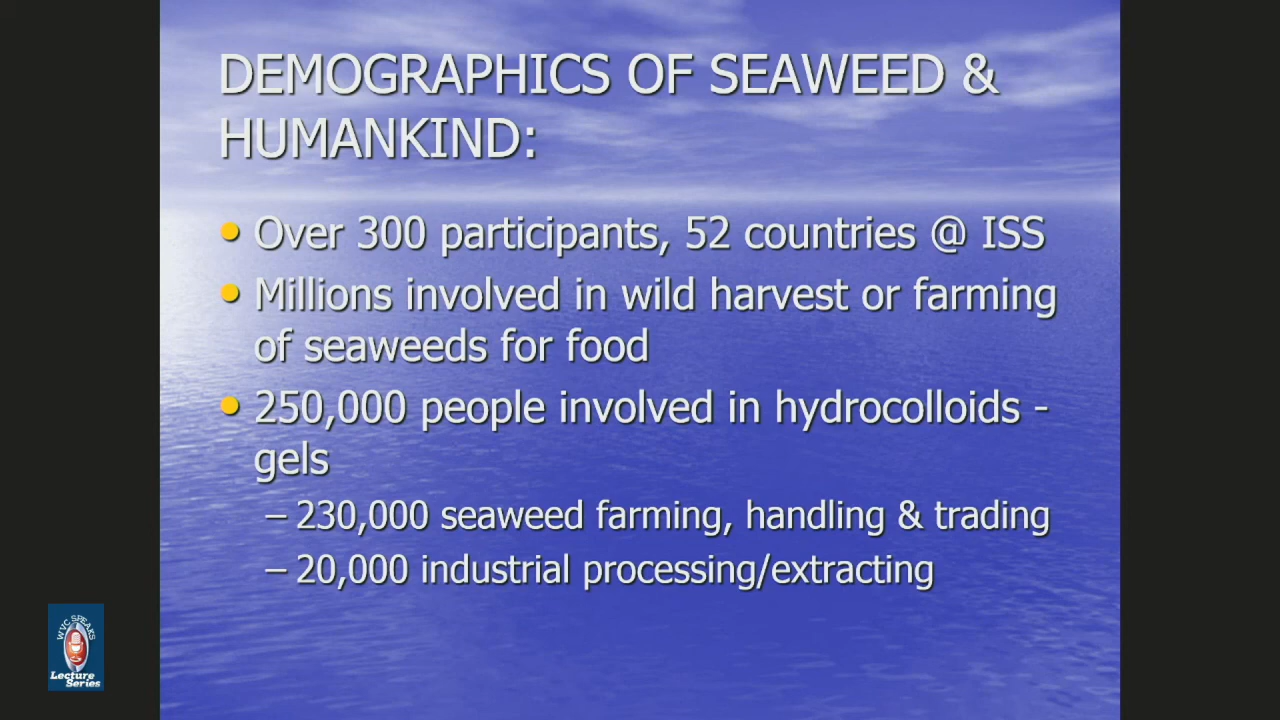 DEMOGRAPHICS OF SEAWEED &
HUMANKIND:
• Over 300 participants, 52 countries @ ISS
• Millions involved in wild harvest or farming
of seaweeds for food
• 250,000 people involved in hydrocolloids -
gels
– 230,000 seaweed farming, handling & trading
– 20,000 industrial processing/extracting
WVC SPEAKS
Lecture
Series